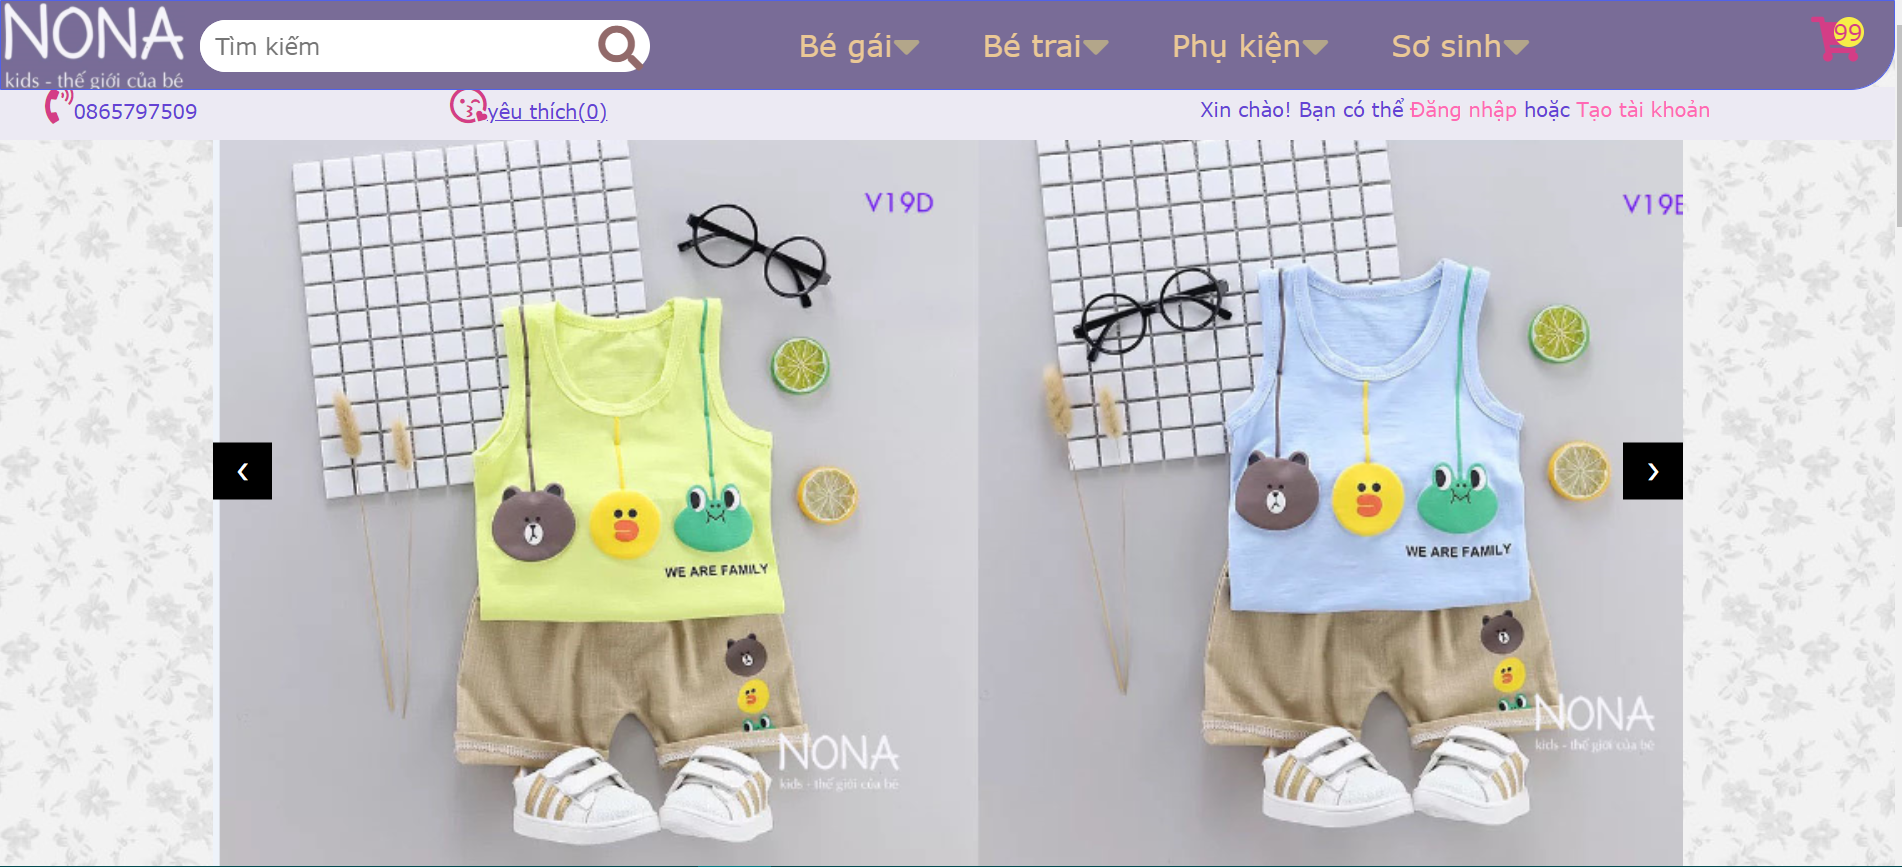 NONA
kids - thế giới của bé
Tìm kiếm
Bé gái
Bé trai
Phụ kiện
Sơ sinh
99
0865797509
yêu thích(0)
Xin chào! Bạn có thể Đăng nhập hoặc Tạo tài khoản
V19D
WE ARE FAMILY
NONA
kids - thế giới của bé
WE ARE FAMILY
NONA
kids - thế giới của bé